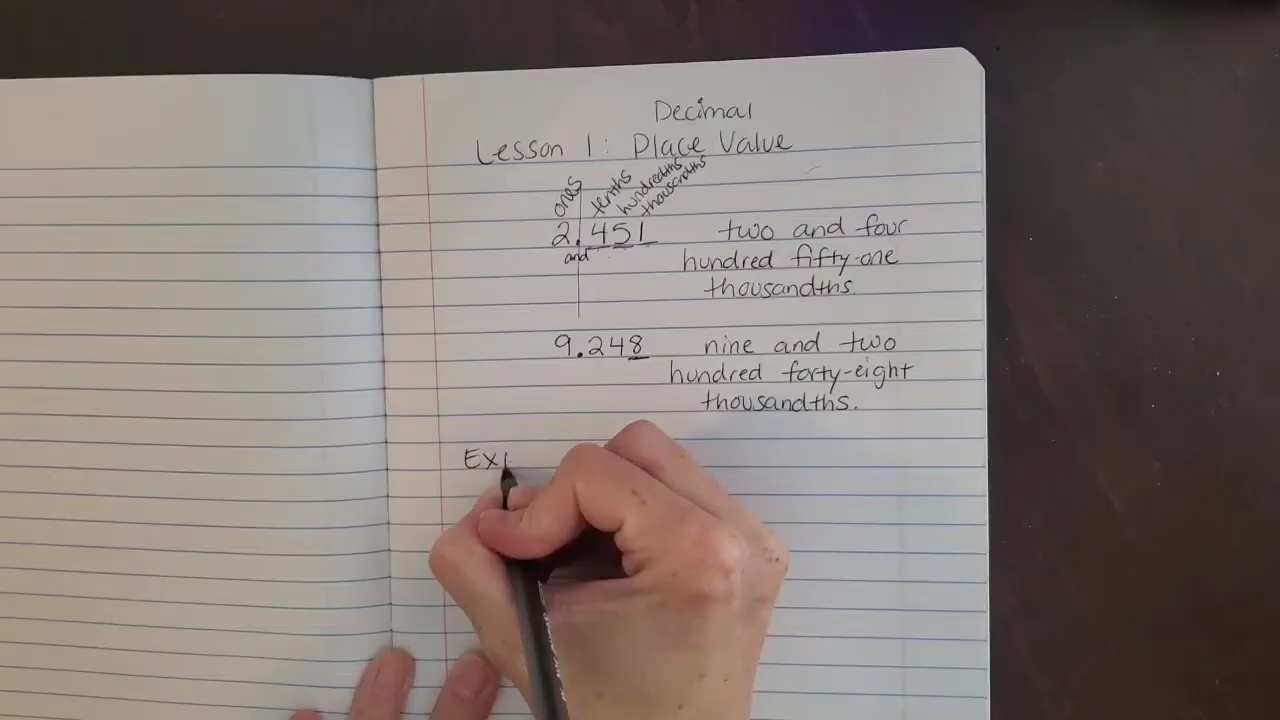 Decimal
Lesson 1: Place Value
ones tenths hundredths thousandths
2.451 two and four
and hundred fifty-one
thousandths.
9.248 nine and two
hundred forty-eight
thousandths.
Exp